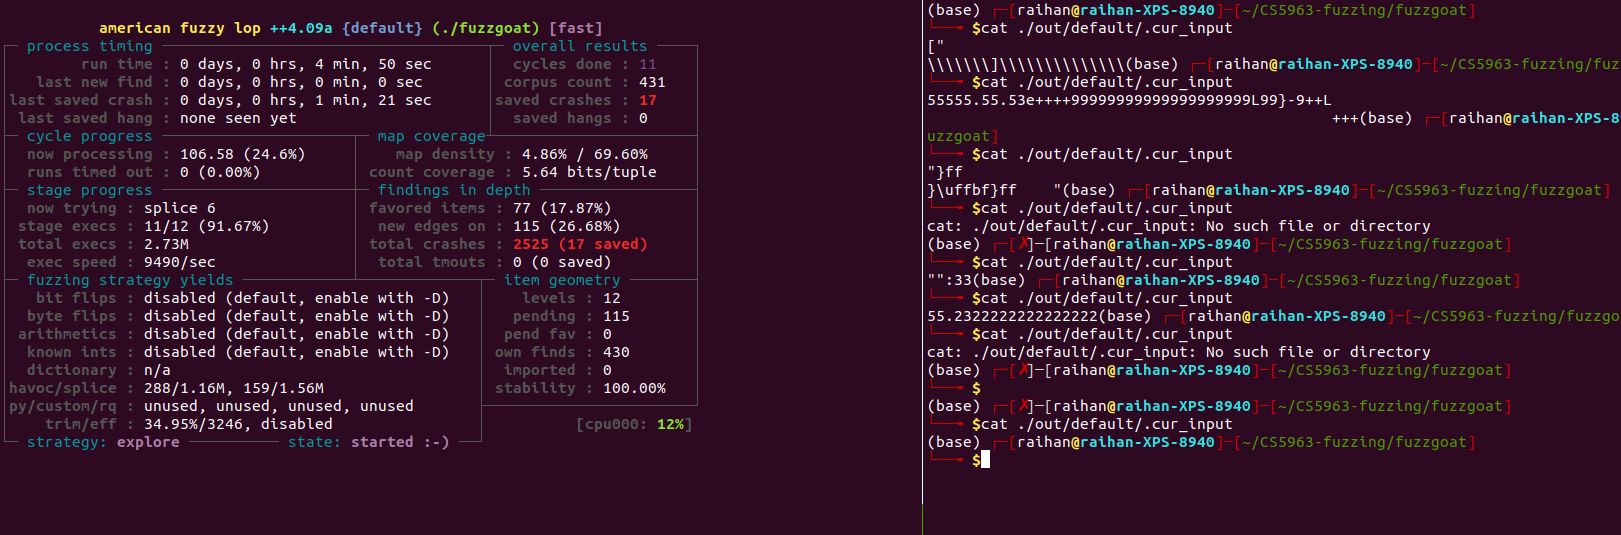 american fuzzy lop ++4.09a {default} (./fuzzgoat) [fast]
process timing
overall results
run time : 0 days, 0 hrs, 4 min, 50 sec
cycles done : 11
last new find : 0 days, 0 hrs, 0 min, 0 sec
corpus count : 431
last saved crash : 0 days, 0 hrs, 1 min, 21 sec
saved crashes : 17
last saved hang : none seen yet
saved hangs : 0
cycle progress
map coverage
now processing : 106.58 (24.6%)
map density : 4.86% / 69.60%
runs timed out : 0 (0.00%)
count coverage : 5.64 bits/tuple
stage progress
findings in depth
now trying : splice 6
favored items : 77 (17.87%)
stage execs : 11/12 (91.67%)
new edges on : 115 (26.68%)
total execs : 2.73M
total crashes : 2525 (17 saved)
exec speed : 9490/sec
total tmouts : 0 (0 saved)
fuzzing strategy yields
item geometry
bit flips : disabled (default, enable with -D)
levels : 12
byte flips : disabled (default, enable with -D)
pending : 115
arithmetics : disabled (default, enable with -D)
pend fav : 0
known ints : disabled (default, enable with -D)
own finds : 430
dictionary : n/a
imported : 0
havoc/splice : 288/1.16M, 159/1.56M
stability : 100.00%
py/custom/rq : unused, unused, unused, unused
trim/eff : 34.95%/3246, disabled
[cpu000: 12%]
strategy: explore
state: started :-)
(base) ┌─[raihan@raihan-XPS-8940]─[~/CS5963-fuzzing/fuzzgoat]
└──╼ $cat ./out/default/.cur_input
["
\\\\\\\]\\\\\\\\\\\\\\(base) ┌─[raihan@raihan-XPS-8940]─[~/CS5963-fuzzing/fuz
└──╼ $cat ./out/default/.cur_input
55555.55.53e++++99999999999999999999L99}-9++L
+++(base) ┌─[raihan@raihan-XPS-8
uzzgoat]
└──╼ $cat ./out/default/.cur_input
"}ff
}\uffbf}ff    "(base) ┌─[raihan@raihan-XPS-8940]─[~/CS5963-fuzzing/fuzzgoat]
└──╼ $cat ./out/default/.cur_input
cat: ./out/default/.cur_input: No such file or directory
(base) ┌─[✗]─[raihan@raihan-XPS-8940]─[~/CS5963-fuzzing/fuzzgoat]
└──╼ $cat ./out/default/.cur_input
"":33(base) ┌─[raihan@raihan-XPS-8940]─[~/CS5963-fuzzing/fuzzgoat]
└──╼ $cat ./out/default/.cur_input
55.2322222222222222(base) ┌─[raihan@raihan-XPS-8940]─[~/CS5963-fuzzing/fuzzgo
└──╼ $cat ./out/default/.cur_input
cat: ./out/default/.cur_input: No such file or directory
(base) ┌─[✗]─[raihan@raihan-XPS-8940]─[~/CS5963-fuzzing/fuzzgoat]
└──╼ $
(base) ┌─[✗]─[raihan@raihan-XPS-8940]─[~/CS5963-fuzzing/fuzzgoat]
└──╼ $cat ./out/default/.cur_input
(base) ┌─[raihan@raihan-XPS-8940]─[~/CS5963-fuzzing/fuzzgoat]
└──╼ $